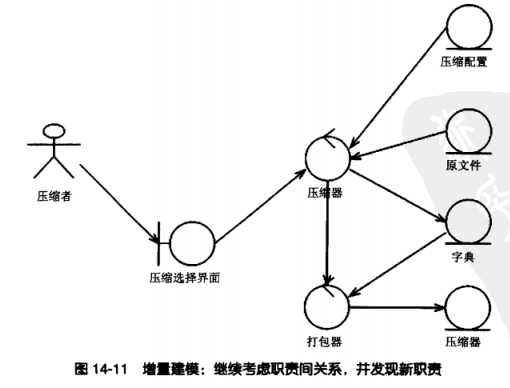 压缩配置
原文件
压缩者
压缩器
字典
压缩选择界面
打包器
压缩器
图 14-11 增量建模：继续考虑职责间关系，并发现新职责